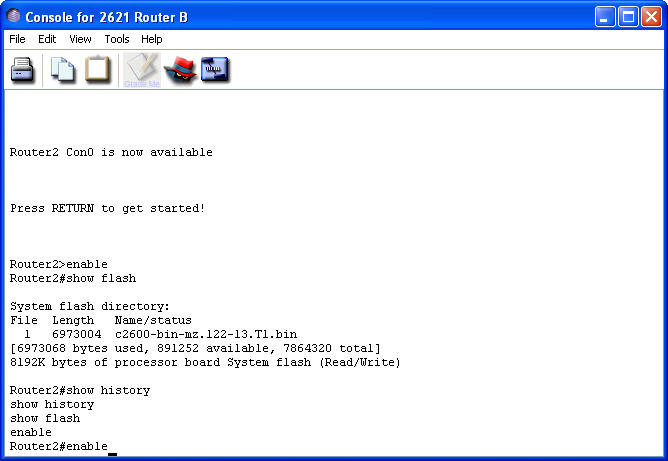 Console for 2621 Router B
File Edit View Tools Help
Grade Me
Router2 Con0 is now available
Press RETURN to get started!
Router2>enable
Router2#show flash
System flash directory:
File  Length   Name/status
  1   6973004  c2600-bin-mz.122-13.T1.bin
[6973068 bytes used, 891252 available, 7864320 total]
8192K bytes of processor board System flash (Read/Write)
Router2#show history
show history
show flash
enable
Router2#enable